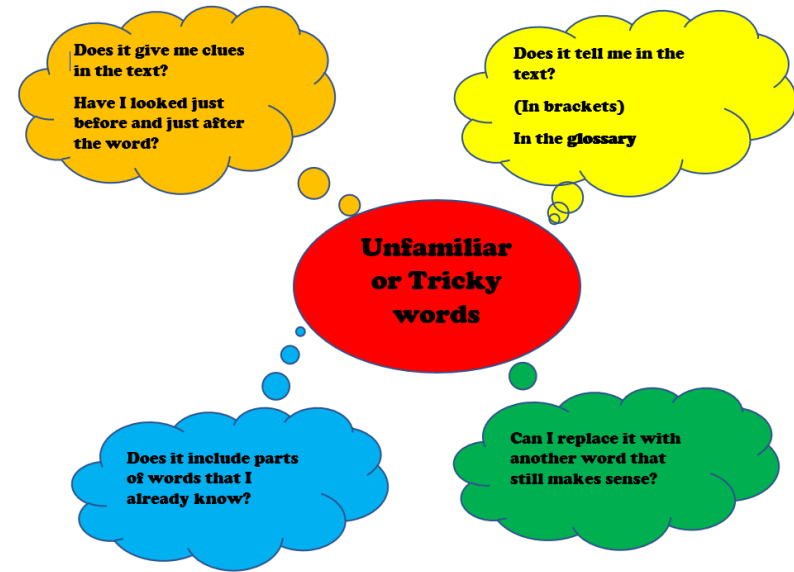 Does it give me clues
in the text?
Have I looked just
before and just after
the word?
Does it tell me in the
text?
(In brackets)
In the glossary
Unfamiliar
or Tricky
words
Does it include parts
of words that I
already know?
Can I replace it with
another word that
still makes sense?